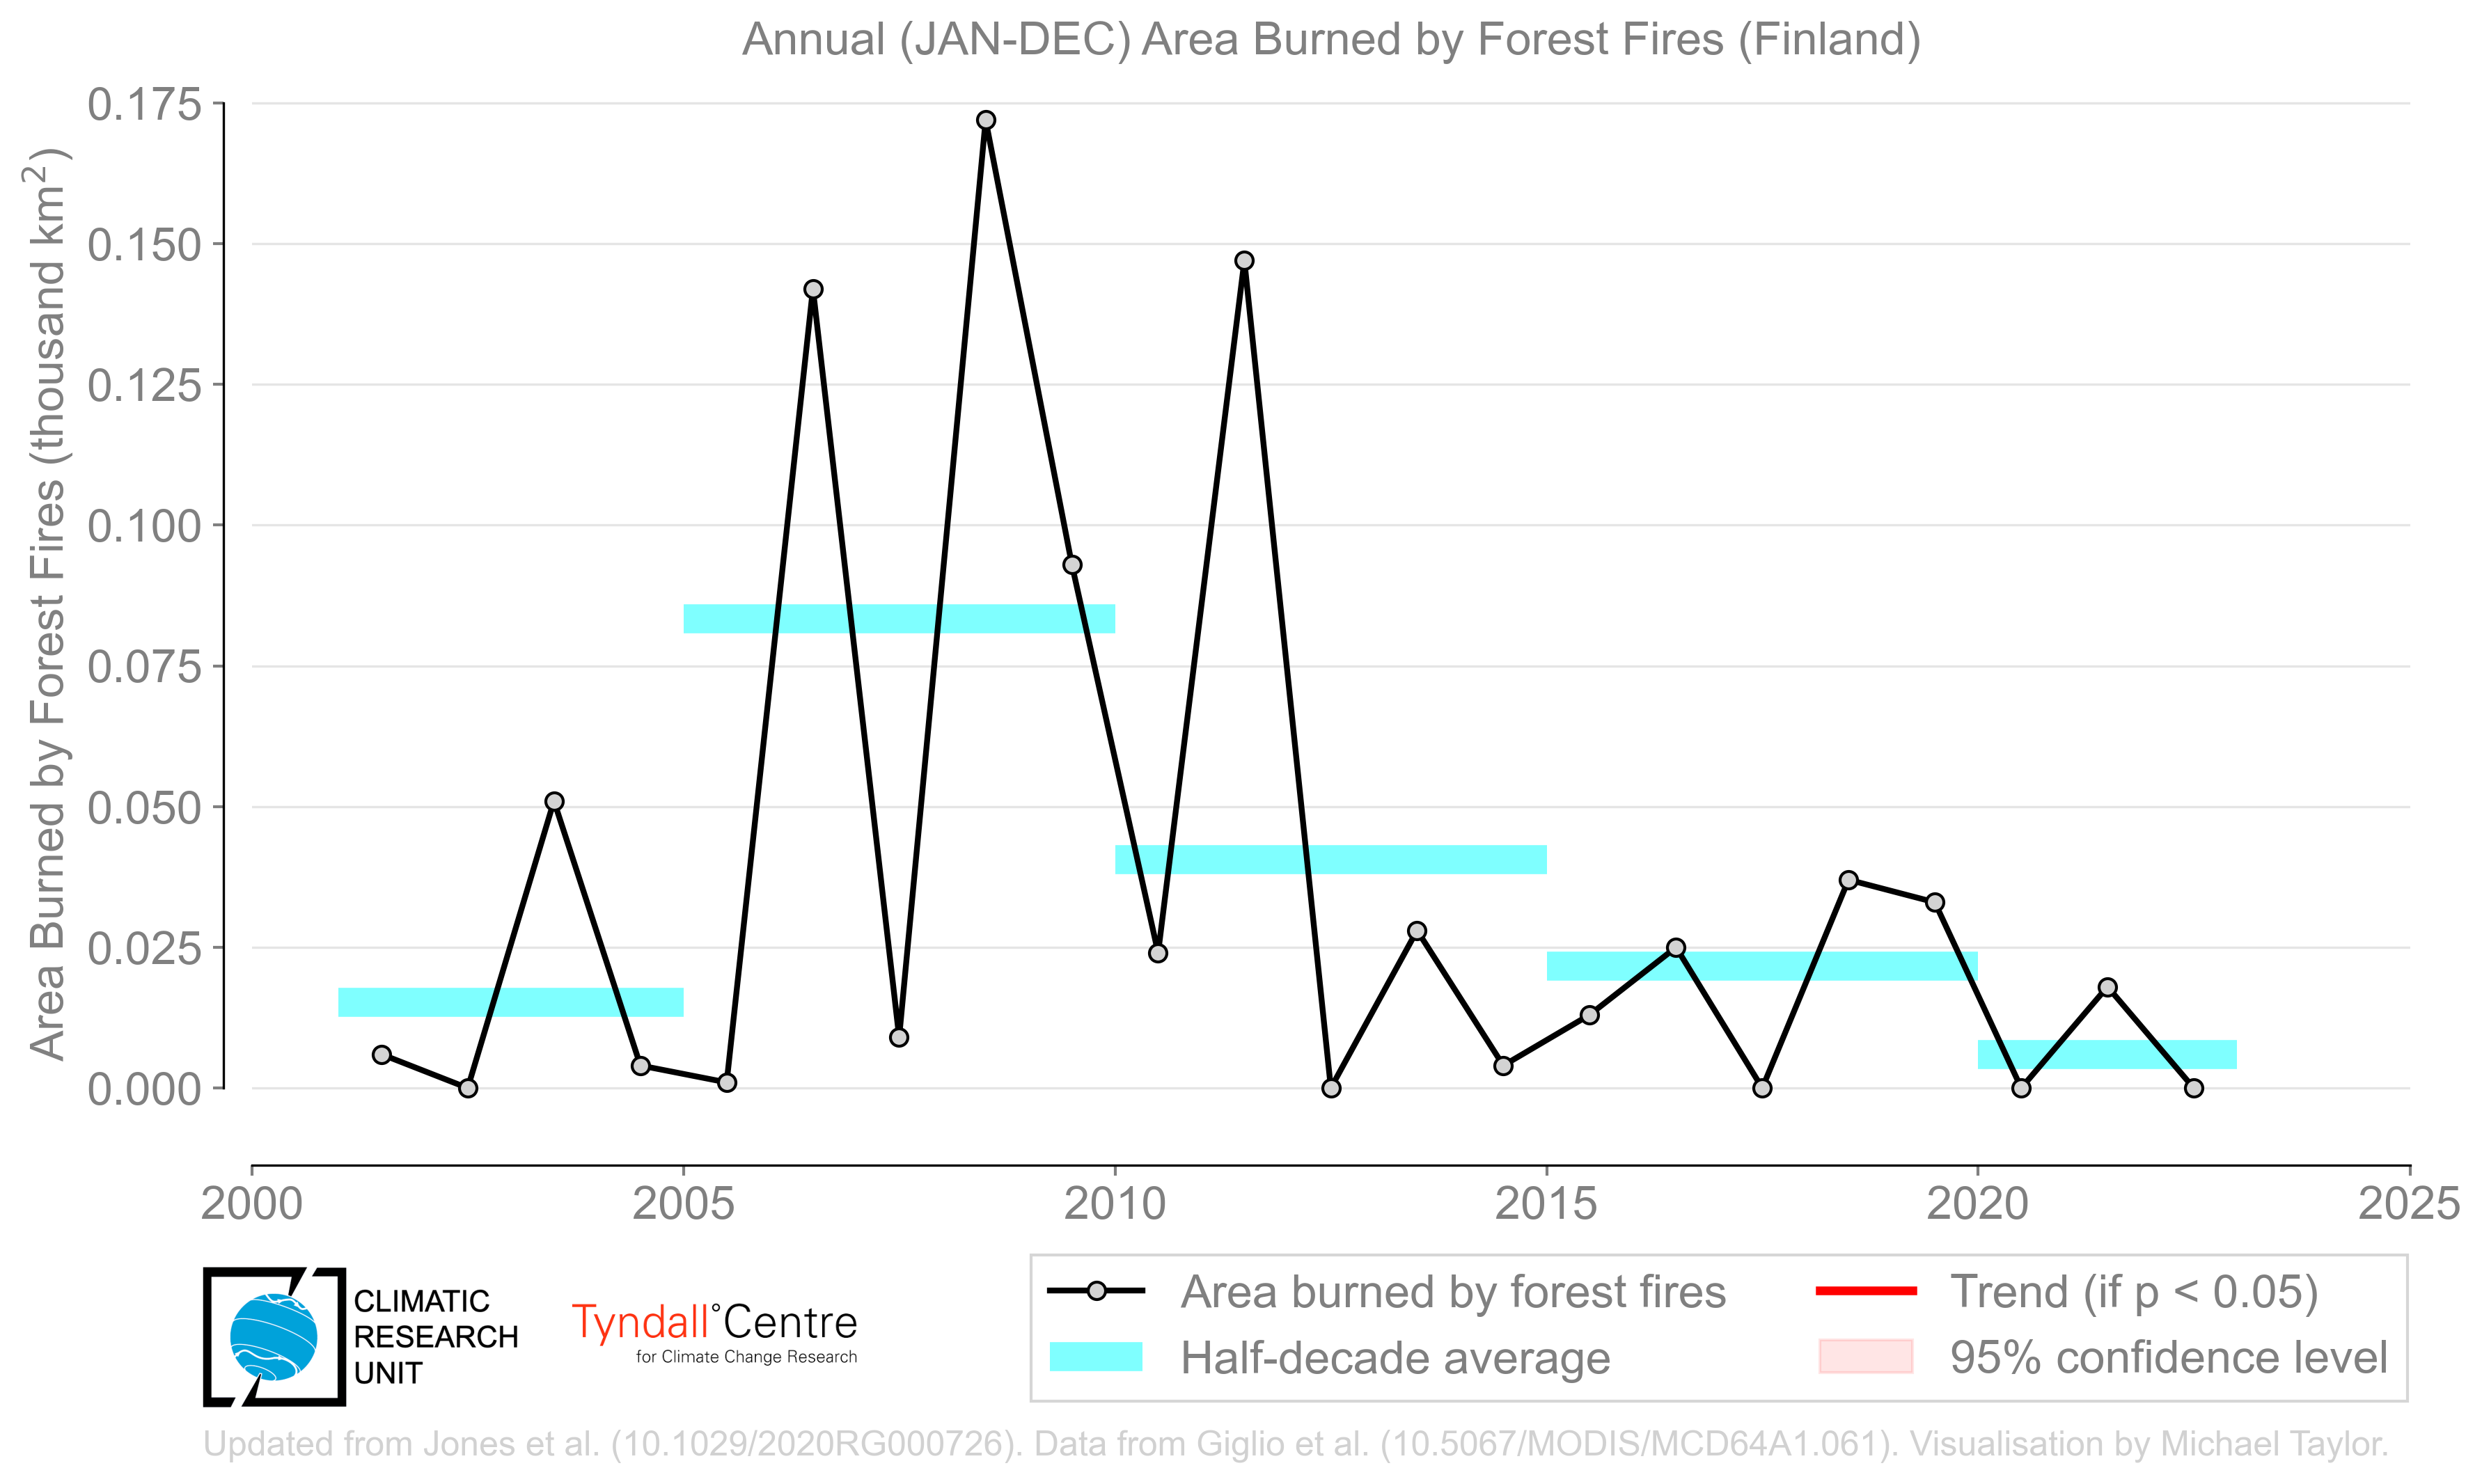 Annual (JAN-DEC) Area Burned by Forest Fires (Finland)
Area Burned by Forest Fires (thousand km²)
0.175
0.150
0.125
0.100
0.075
0.050
0.025
0.000
2000
2005
2010
2015
2020
2025
CLIMATIC
RESEARCH
UNIT
Tyndall°Centre
for Climate Change Research
Area burned by forest fires
Half-decade average
Trend (if p < 0.05)
95% confidence level
Updated from Jones et al. (10.1029/2020RG000726). Data from Giglio et al. (10.5067/MODIS/MCD64A1.061). Visualisation by Michael Taylor.